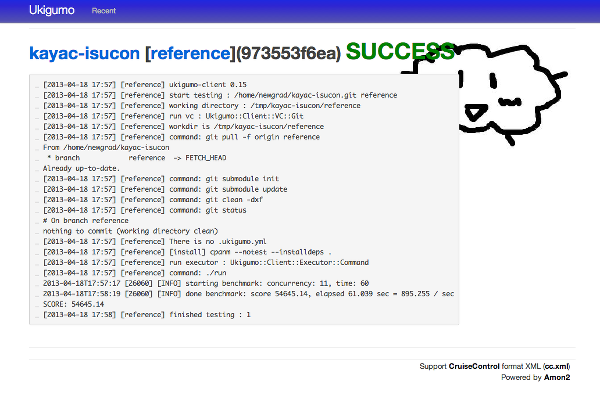 Ukigumo Recent
kayac-isucon [reference](973553f6ea) SUCCESS
[2013-04-18 17:57] [reference] ukigumo-client 0.15
[2013-04-18 17:57] [reference] start testing : /home/newgrad/kayac-isucon.git reference
[2013-04-18 17:57] [reference] working directory : /tmp/kayac-isucon/reference
[2013-04-18 17:57] [reference] run vc : Ukigumo::Client::VC::Git
[2013-04-18 17:57] [reference] workdir is /tmp/kayac-isucon/reference
[2013-04-18 17:57] [reference] command: git pull -f origin reference
From /home/newgrad/kayac-isucon
* branch reference -> FETCH_HEAD
Already up-to-date.
[2013-04-18 17:57] [reference] command: git submodule init
[2013-04-18 17:57] [reference] command: git submodule update
[2013-04-18 17:57] [reference] command: git clean -dxf
[2013-04-18 17:57] [reference] command: git status
# On branch reference
nothing to commit (working directory clean)
[2013-04-18 17:57] [reference] There is no .ukigumo.yml
[2013-04-18 17:57] [reference] [install] cpanm --notest --installdeps .
[2013-04-18 17:57] [reference] run executor : Ukigumo::Client::Executor::Command
[2013-04-18 17:57] [reference] command: ./run
2013-04-18T17:57:17 [26060] [INFO] starting benchmark: concurrency: 11, time: 60
2013-04-18T17:58:19 [26060] [INFO] done benchmark: score 54645.14, elapsed 61.039 sec = 895.255 / sec
SCORE: 54645.14
[2013-04-18 17:58] [reference] finished testing : 1
Support CruiseControl format XML (cc.xml)
Powered by Amon2